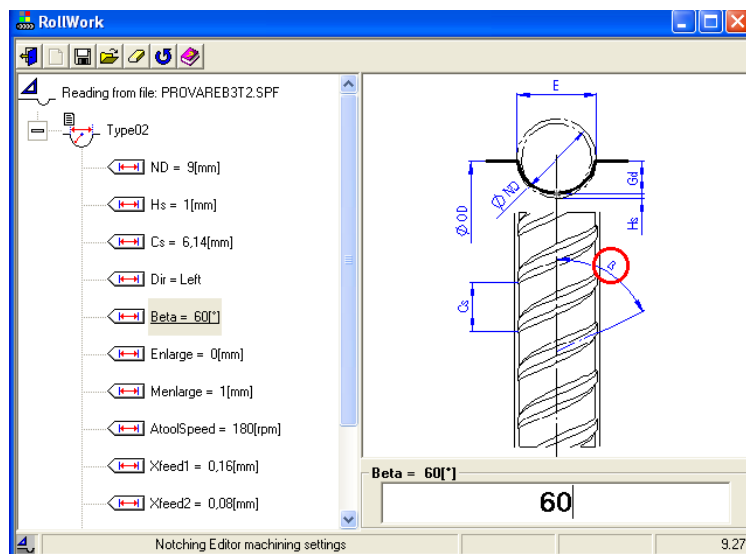 RollWork
Reading from file: PROVAREB3T2.SPF
Type02
ND = 9[mm]
Hs = 1[mm]
Cs = 6,14[mm]
Dir = Left
Beta = 60[°]
Enlarge = 0[mm]
Menlarge = 1[mm]
AtoolSpeed = 180[rpm]
Xfeed1 = 0,16[mm]
Xfeed2 = 0,08[mm]
E
Ø ND
Ø OD
Gd
Hs
Cs
Beta = 60[°]
60
Notching Editor machining settings
9.27